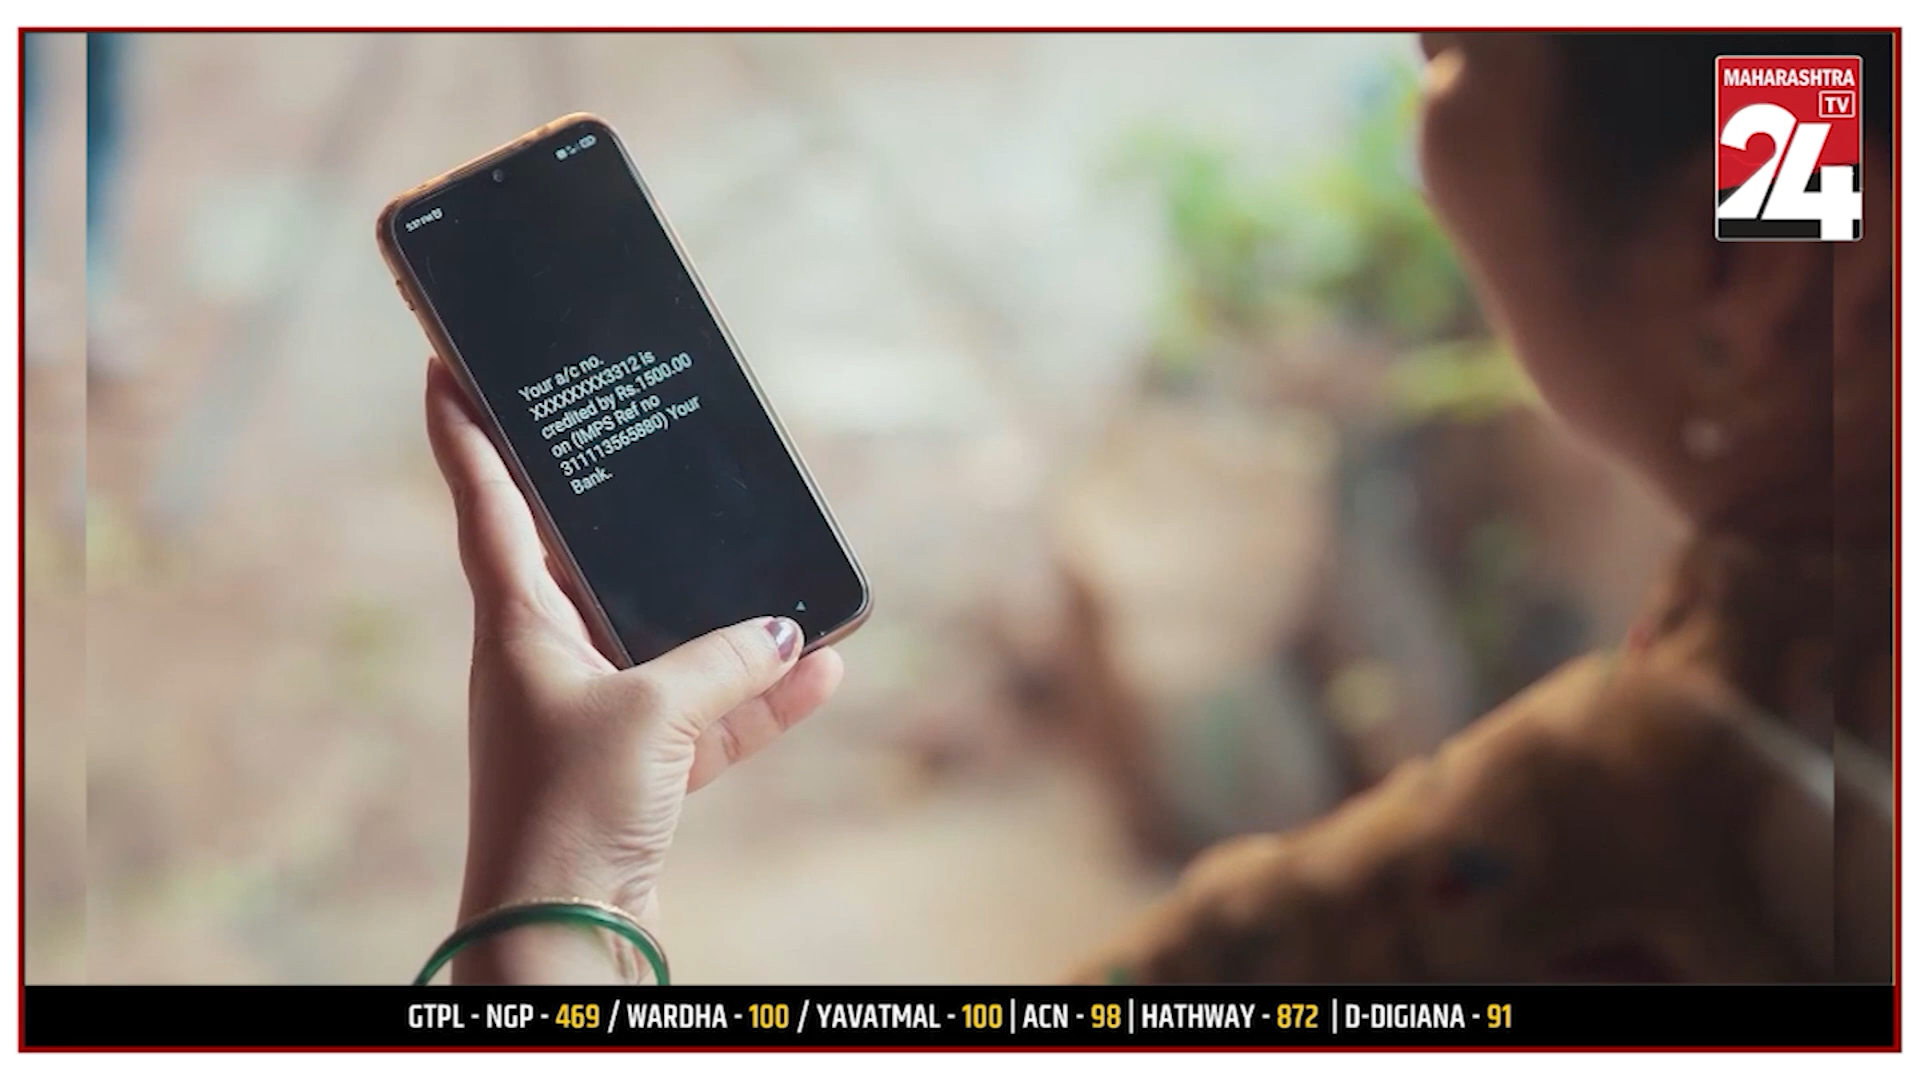 MAHARASHTRA
TV
24
Your a/c no.
XXXXXXXX3312 is
credited by Rs.1500.00
on (IMPS Ref no
311113565880) Your
Bank.
GTPL - NGP - 469 / WARDHA - 100 / YAVATMAL - 100 | ACN - 98 | HATHWAY - 872 | D-DIGIANA - 91